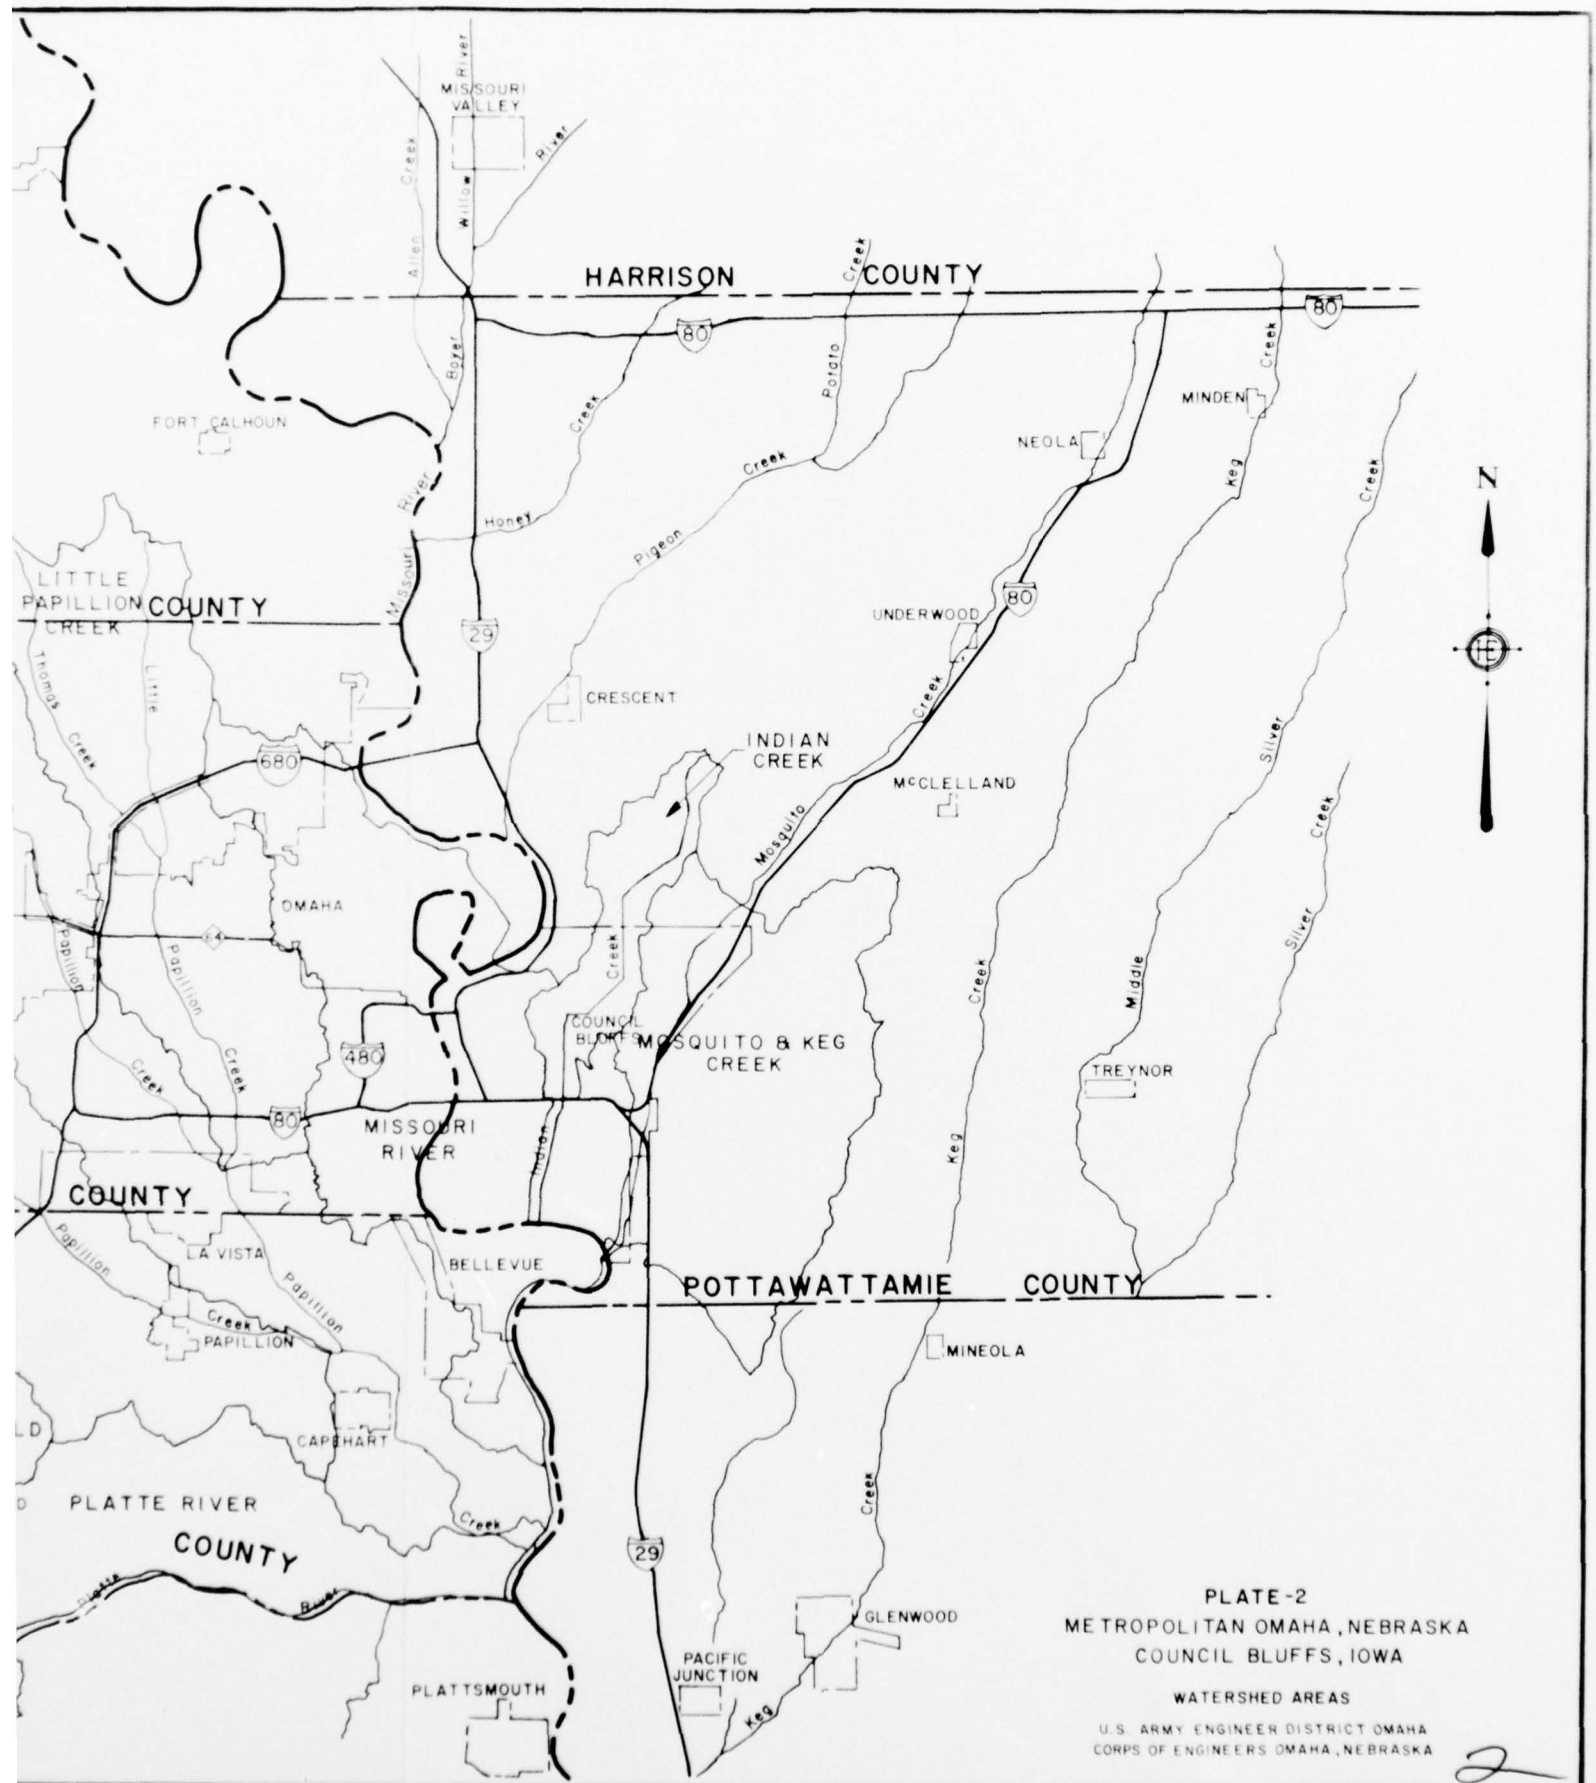 River
MISSOURI
VALLEY
River
Creek
Willow
Allen
Creek
HARRISON COUNTY
80
80
Boyer
Potato
Creek
Creek
MINDEN
FORT CALHOUN
NEOLA
Creek
Keg
Creek
River
Honey
Pigeon
Missouri
LITTLE
PAPILLION COUNTY
CREEK
80
UNDERWOOD
29
Thomas
Little
Creek
CRESCENT
Creek
INDIAN
CREEK
Silver
680
McCLELLAND
Mosquito
Creek
OMAHA
Papillion
Papillion
Creek
Creek
Silver
Middle
COUNCIL
BLUFFS
MOSQUITO & KEG
CREEK
480
Creek
Creek
TREYNOR
80
MISSOURI
RIVER
Indian
Keg
COUNTY
Papillion
LA VISTA
BELLEVUE
Papillion
POTTAWATTAMIE COUNTY
Creek
PAPILLION
MINEOLA
LD
CAPEHART
D
PLATTE RIVER
Creek
Creek
COUNTY
29
Platte
River
GLENWOOD
PACIFIC
JUNCTION
PLATTSMOUTH
Keg
N
PLATE-2
METROPOLITAN OMAHA, NEBRASKA
COUNCIL BLUFFS, IOWA
WATERSHED AREAS
U.S. ARMY ENGINEER DISTRICT OMAHA
CORPS OF ENGINEERS OMAHA, NEBRASKA
2